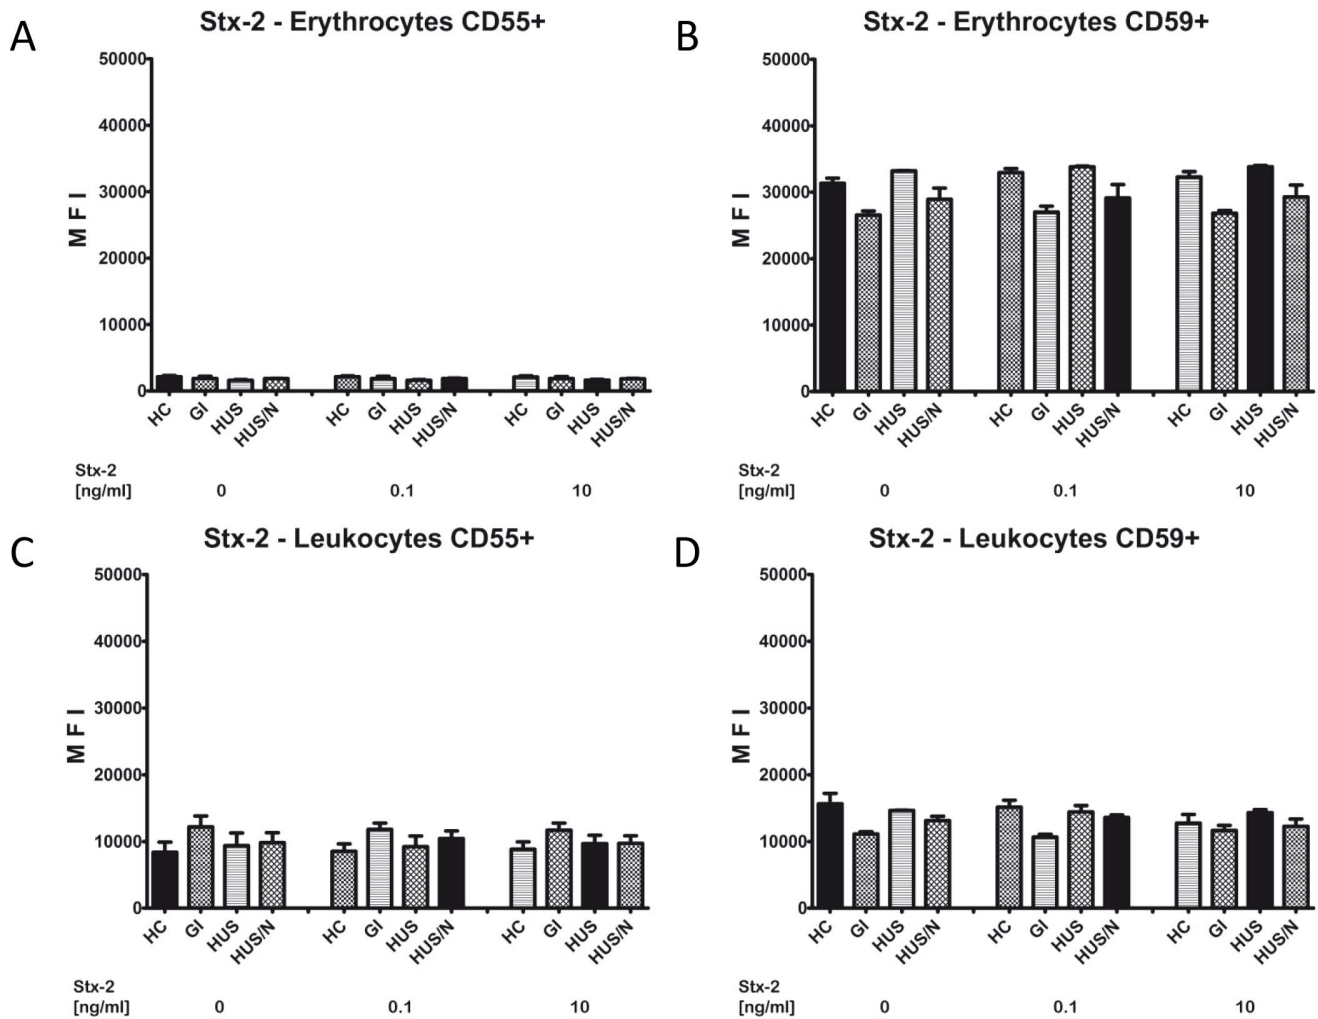 A
Stx-2 - Erythrocytes CD55+
50000
40000
30000
20000
10000
0
M F I
HC GI HUS HUS/N HC GI HUS HUS/N HC GI HUS HUS/N
Stx-2
[ng/ml] 0 0.1 10
B
Stx-2 - Erythrocytes CD59+
50000
40000
30000
20000
10000
0
M F I
HC GI HUS HUS/N HC GI HUS HUS/N HC GI HUS HUS/N
Stx-2
[ng/ml] 0 0.1 10
C
Stx-2 - Leukocytes CD55+
50000
40000
30000
20000
10000
0
M F I
HC GI HUS HUS/N HC GI HUS HUS/N HC GI HUS HUS/N
Stx-2
[ng/ml] 0 0.1 10
D
Stx-2 - Leukocytes CD59+
50000
40000
30000
20000
10000
0
M F I
HC GI HUS HUS/N HC GI HUS HUS/N HC GI HUS HUS/N
Stx-2
[ng/ml] 0 0.1 10